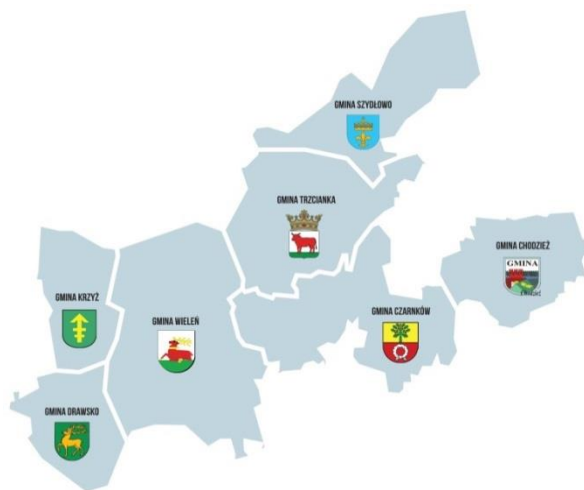 GMINA SZYDŁOWO
GMINA TRZCIANKA
GMINA CHODZIEŻ
GMINA
GMINA KRZYŻ
GMINA WIELEŃ
GMINA CZARNKÓW
GMINA DRAWSKO